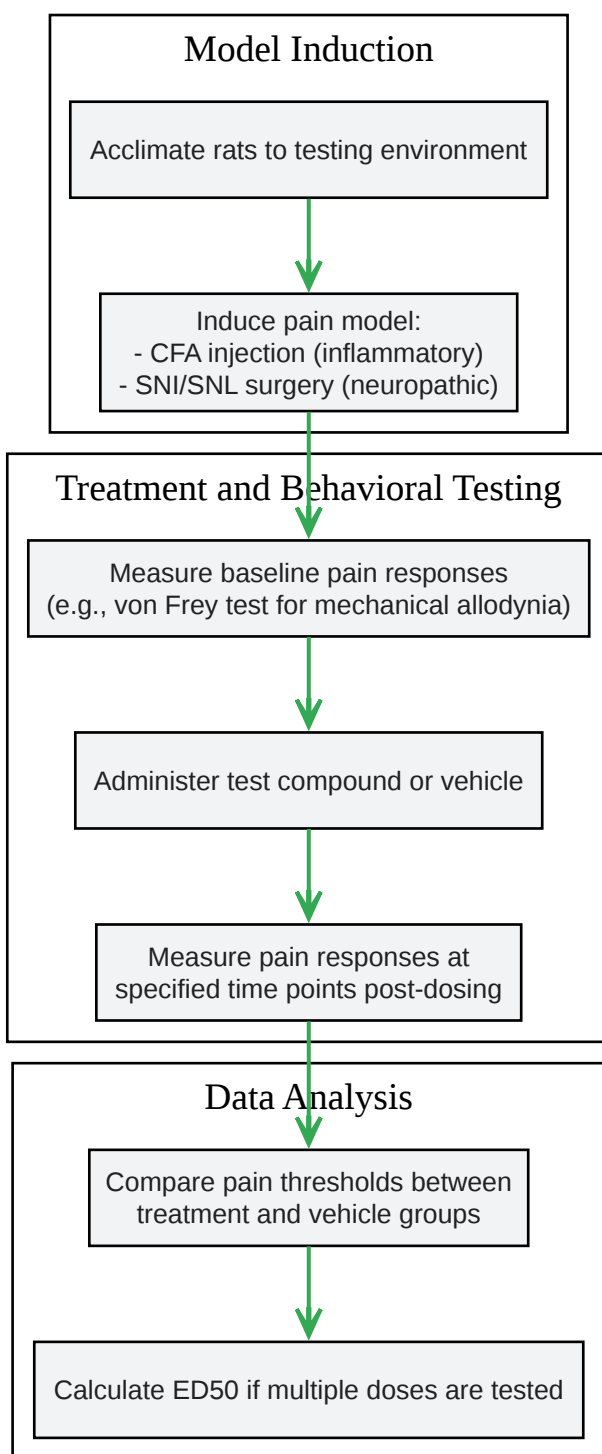 Model Induction
Acclimate rats to testing environment
Induce pain model:
- CFA injection (inflammatory)
- SNI/SNL surgery (neuropathic)
Treatment and Behavioral Testing
Measure baseline pain responses
(e.g., von Frey test for mechanical allodynia)
Administer test compound or vehicle
Measure pain responses at
specified time points post-dosing
Data Analysis
Compare pain thresholds between
treatment and vehicle groups
Calculate ED50 if multiple doses are tested